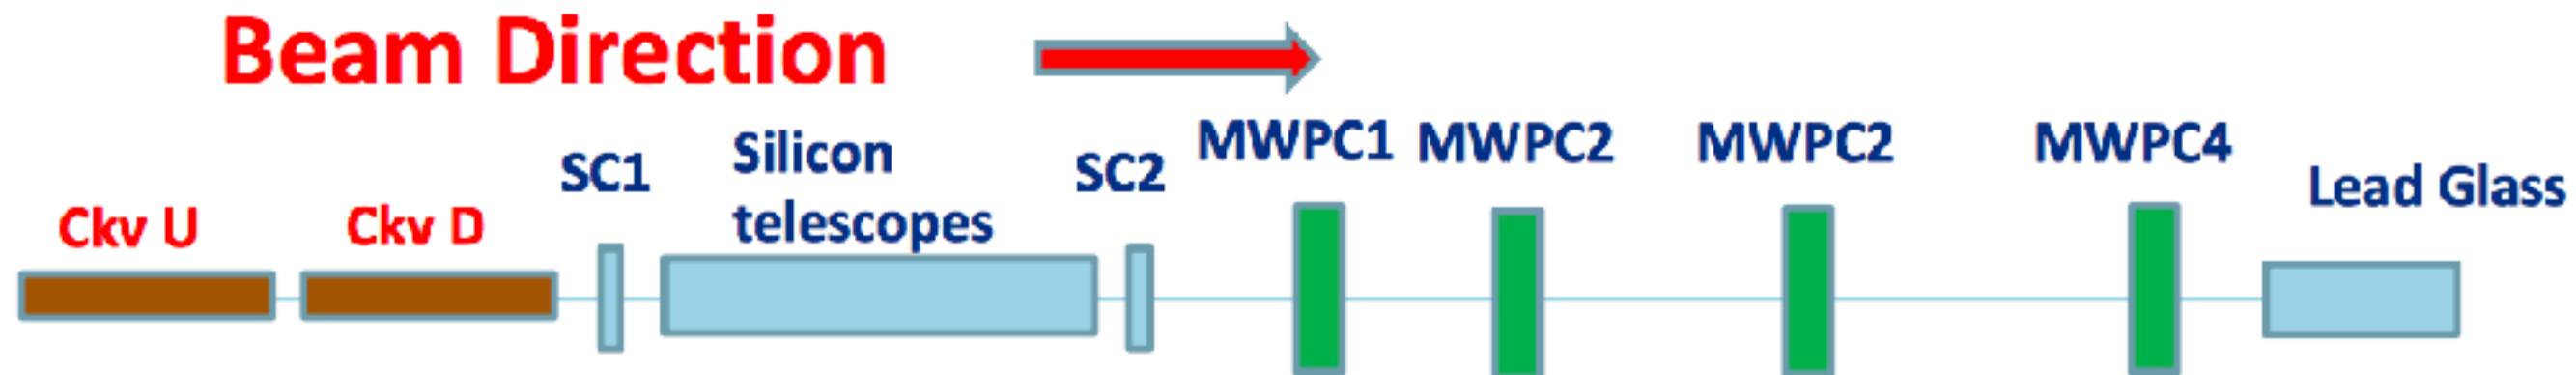 Beam Direction
Ckv U
Ckv D
SC1
Silicon
telescopes
SC2
MWPC1
MWPC2
MWPC2
MWPC4
Lead Glass